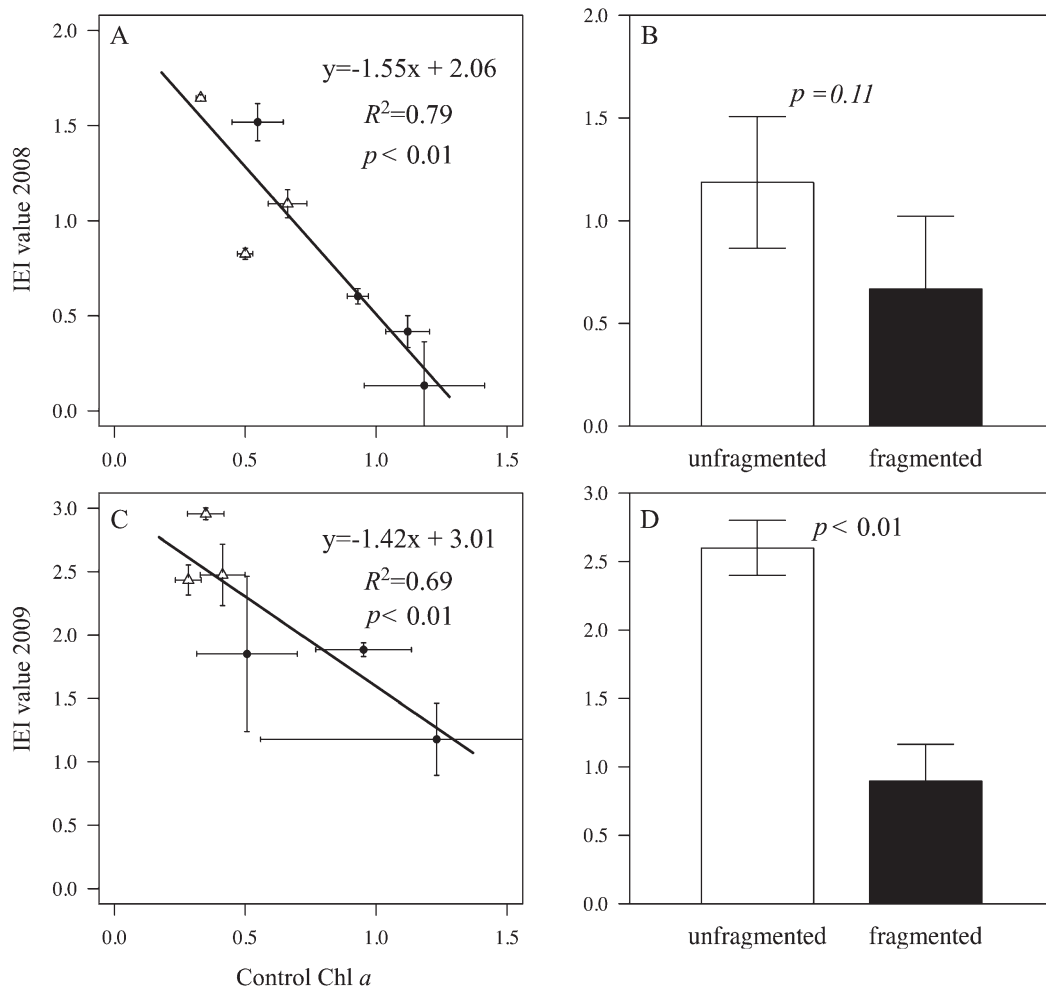 A
y=-1.55x + 2.06
R²=0.79
p < 0.01
IEI value 2008
2.0
1.5
1.0
0.5
0.0
0.0 0.5 1.0 1.5
B
p =0.11
2.0
1.5
1.0
0.5
0.0
unfragmented fragmented
C
y=-1.42x + 3.01
R²=0.69
p< 0.01
IEI value 2009
3.0
2.5
2.0
1.5
1.0
0.5
0.0
0.0 0.5 1.0 1.5
Control Chl a
D
p < 0.01
3.0
2.5
2.0
1.5
1.0
0.5
0.0
unfragmented fragmented